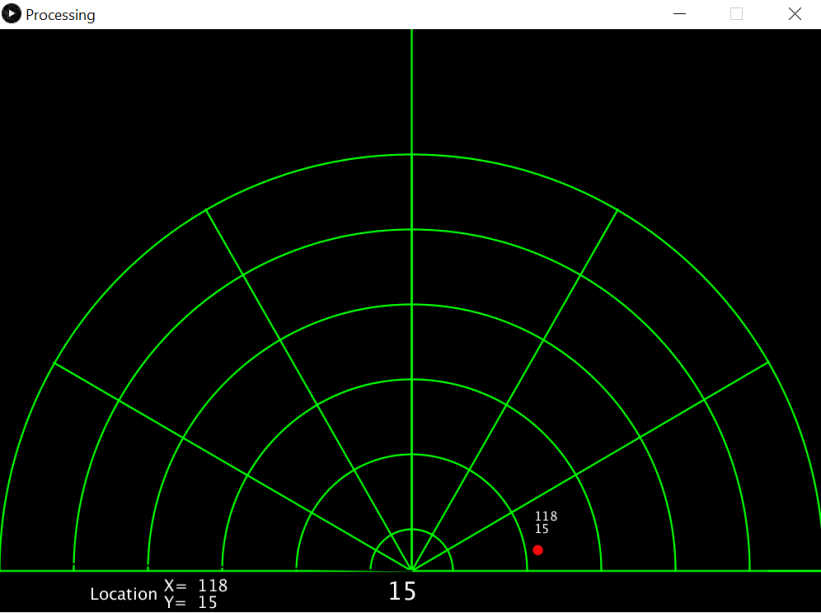 Processing
118
15
Location X= 118
Y= 15
15